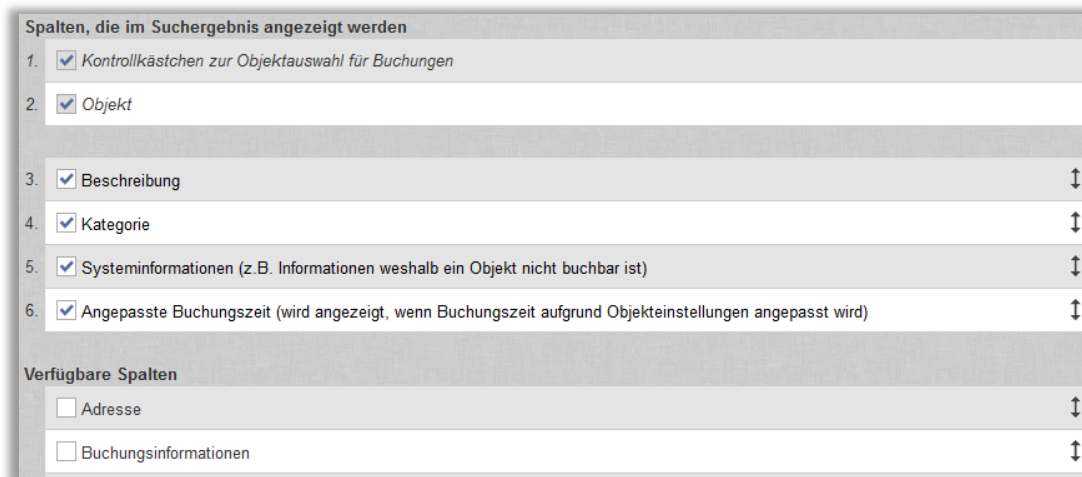 Spalten, die im Suchergebnis angezeigt werden
1. Kontrollkästchen zur Objektauswahl für Buchungen
2. Objekt
3. Beschreibung
4. Kategorie
5. Systeminformationen (z.B. Informationen weshalb ein Objekt nicht buchbar ist)
6. Angepasste Buchungszeit (wird angezeigt, wenn Buchungszeit aufgrund Objekteinstellungen angepasst wird)
Verfügbare Spalten
Adresse
Buchungsinformationen